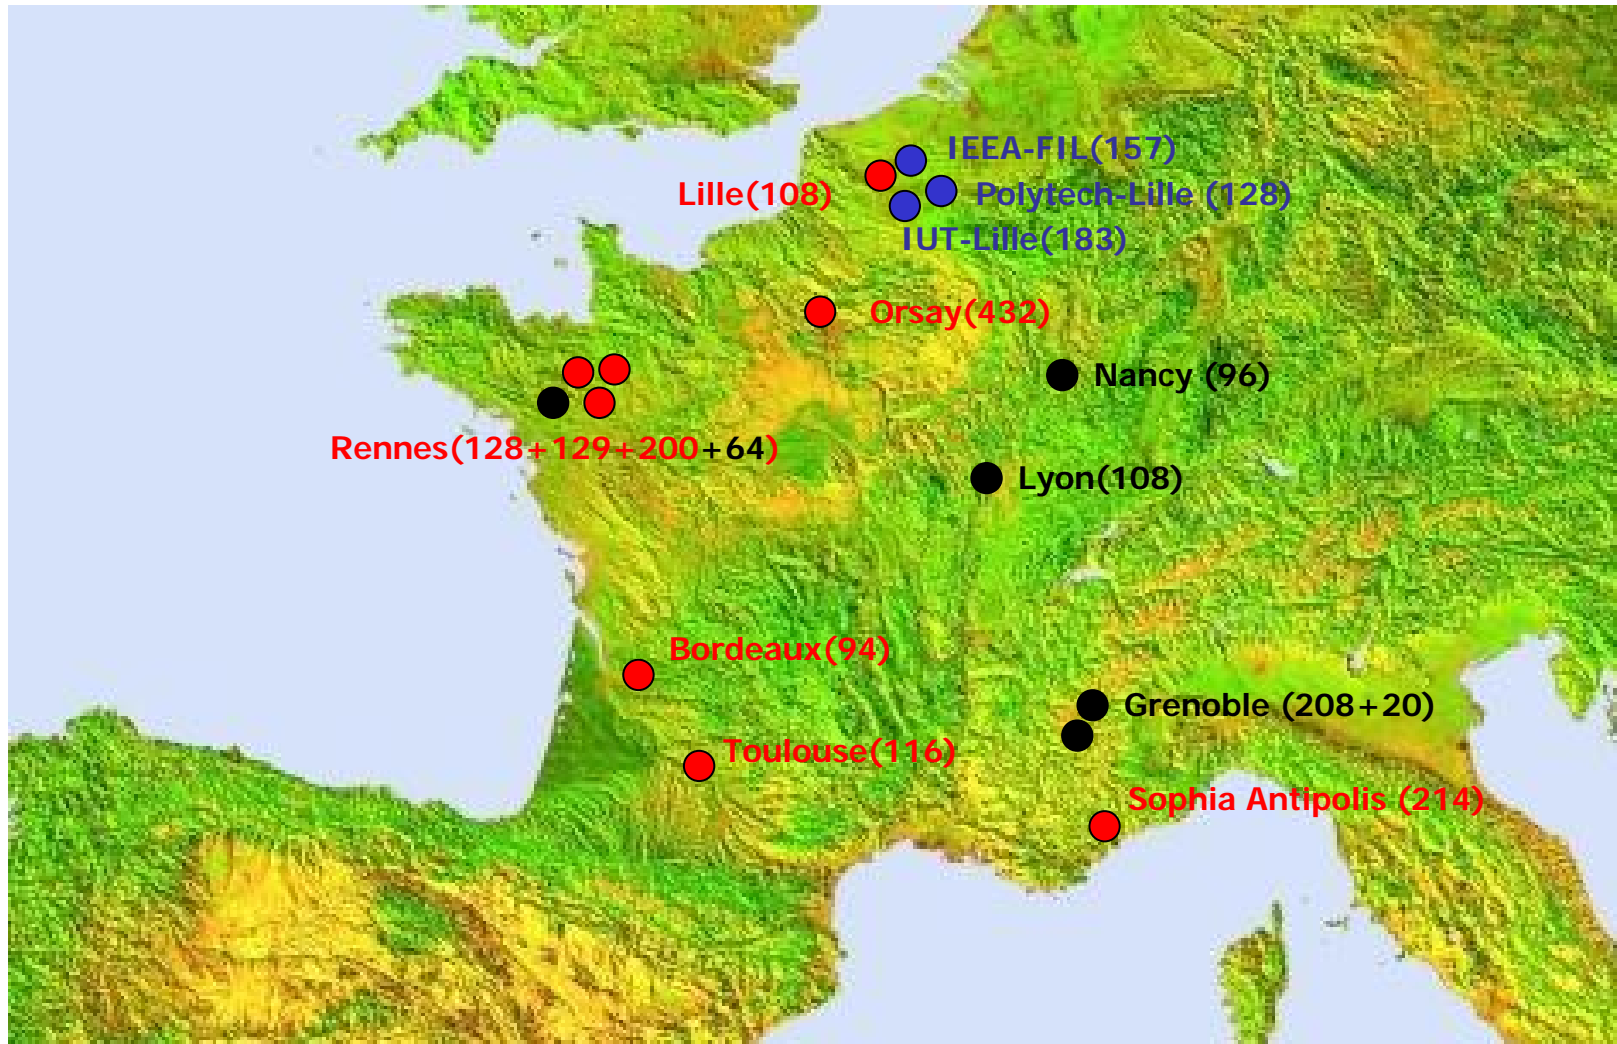 IEEA-FIL(157)
Lille(108)
Polytech-Lille (128)
IUT-Lille(183)
Orsay(432)
Nancy (96)
Rennes(128+129+200+64)
Lyon(108)
Bordeaux(94)
Grenoble (208+20)
Toulouse(116)
Sophia Antipolis (214)